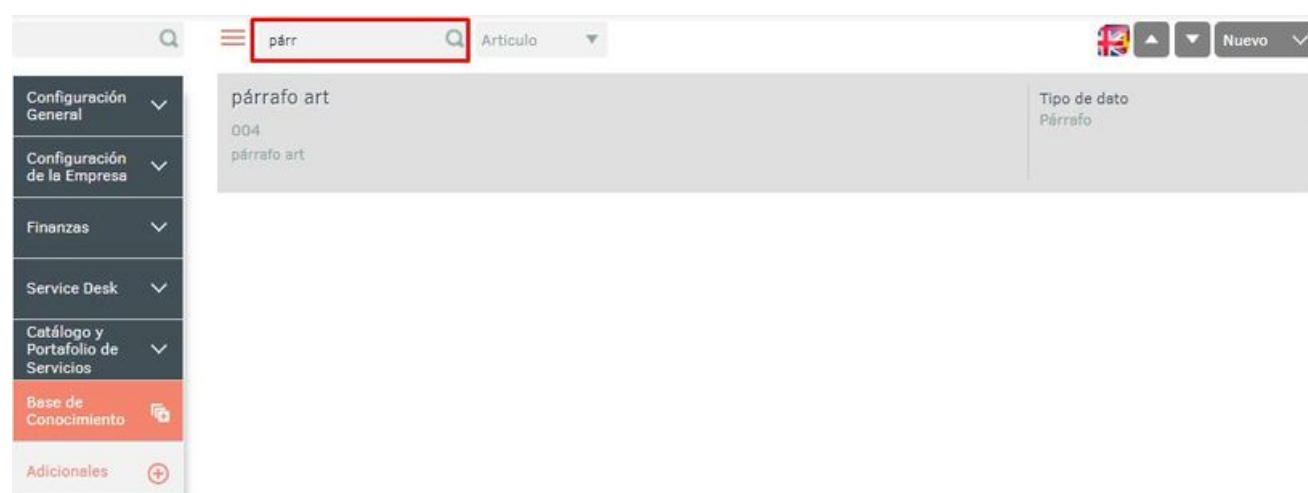 párr
Articulo
Nuevo
Configuración
General
Configuración
de la Empresa
Finanzas
Service Desk
Catálogo y
Portafolio de
Servicios
Base de
Conocimiento
Adicionales
párrafo art
004
párrafo art
Tipo de dato
Párrafo